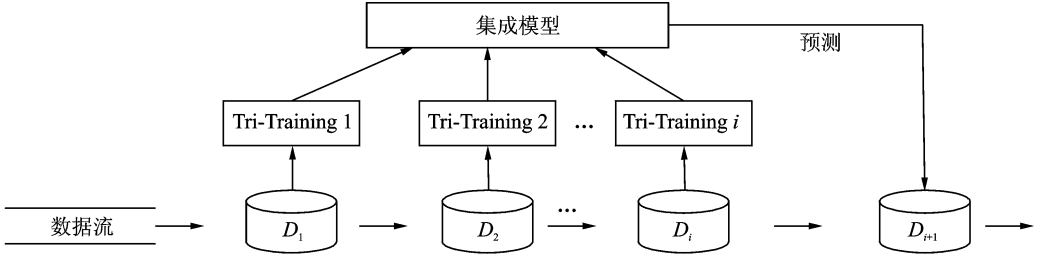 集成模型
预测
Tri-Training 1
Tri-Training 2
...
Tri-Training i
数据流
D1
D2
...
Di
Di+1